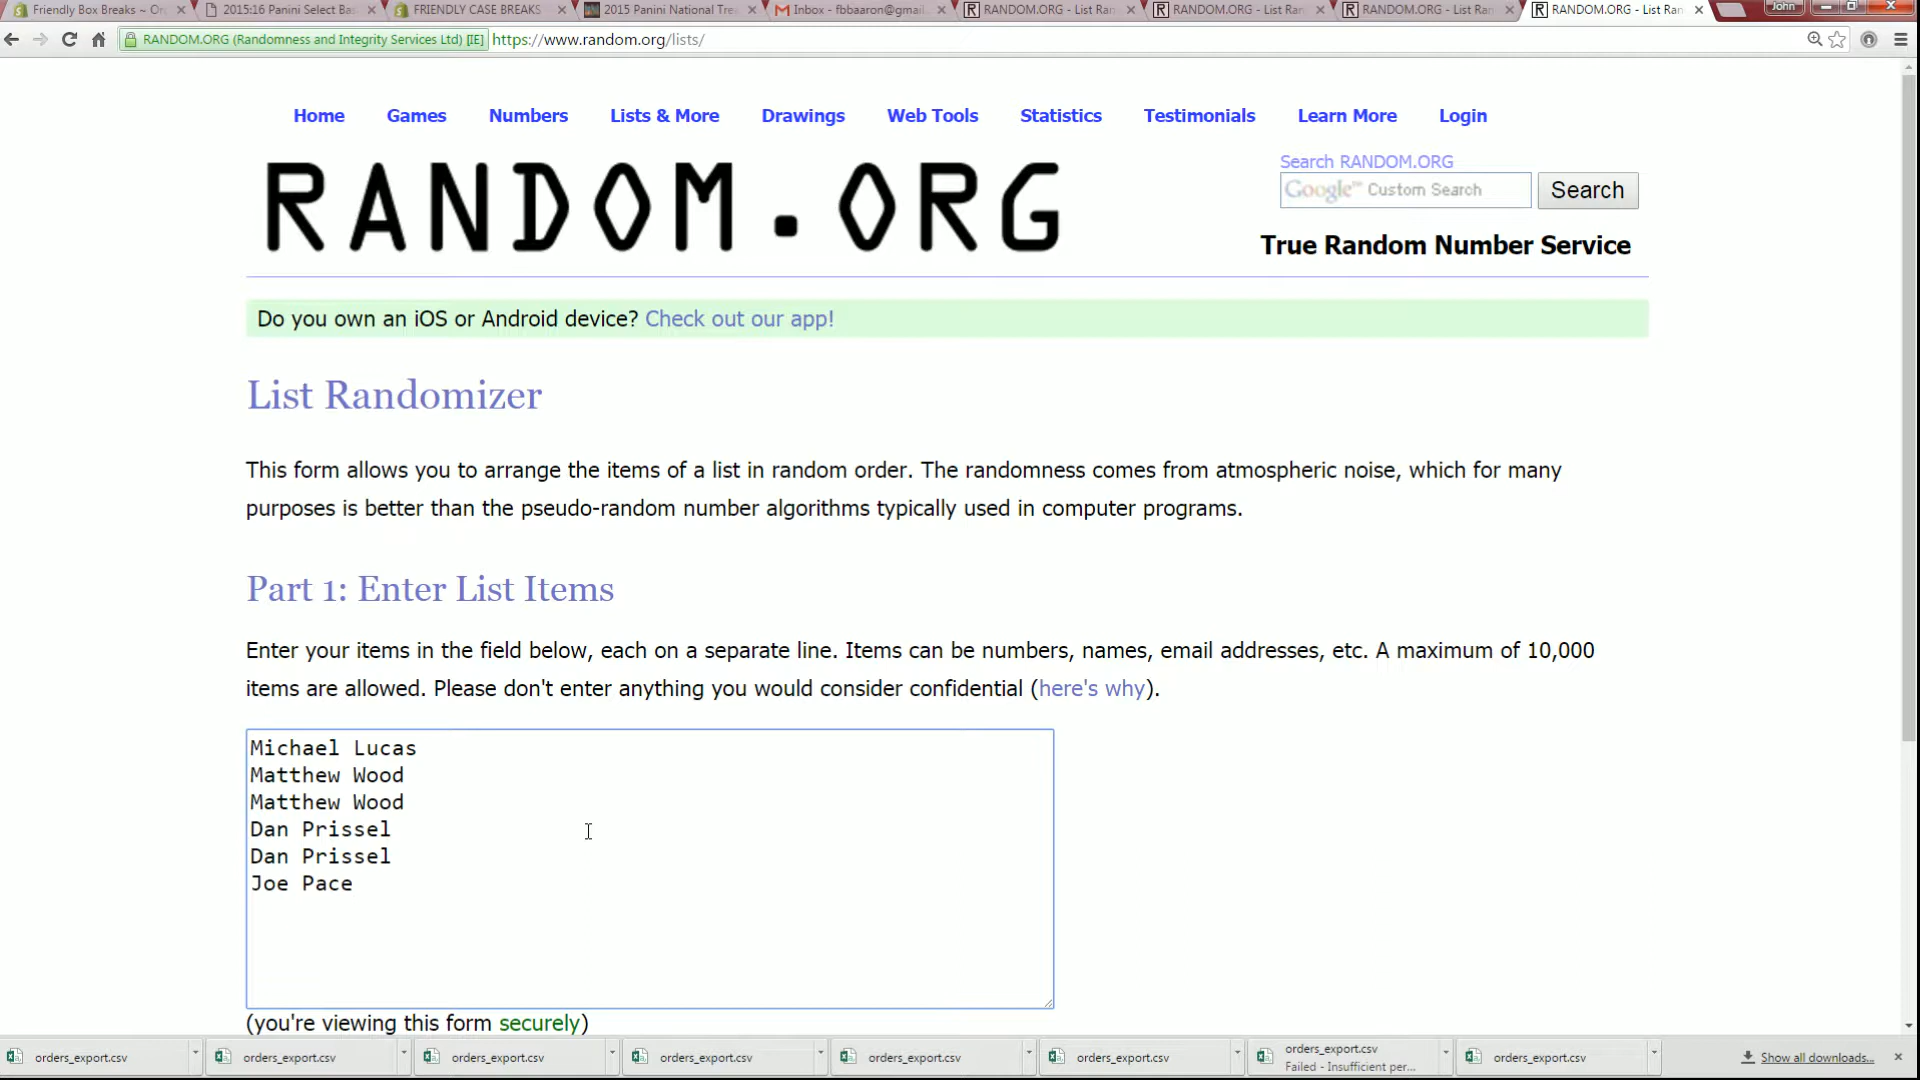 Friendly Box Breaks ~ Or
2015:16 Panini Select Bas
FRIENDLY CASE BREAKS
2015 Panini National Trea
Inbox - fbbaaron@gmail.
RANDOM.ORG - List Ran
RANDOM.ORG - List Ran
RANDOM.ORG - List Ran
RANDOM.ORG - List Ran
John
RANDOM.ORG (Randomness and Integrity Services Ltd) [IE]
https://www.random.org/lists/
Home Games Numbers Lists & More Drawings Web Tools Statistics Testimonials Learn More Login
RANDOM.ORG
Search RANDOM.ORG
Google™ Custom Search
Search
True Random Number Service
Do you own an iOS or Android device? Check out our app!
List Randomizer
This form allows you to arrange the items of a list in random order. The randomness comes from atmospheric noise, which for many
purposes is better than the pseudo-random number algorithms typically used in computer programs.
Part 1: Enter List Items
Enter your items in the field below, each on a separate line. Items can be numbers, names, email addresses, etc. A maximum of 10,000
items are allowed. Please don't enter anything you would consider confidential (here's why).
Michael Lucas
Matthew Wood
Matthew Wood
Dan Prissel
Dan Prissel
Joe Pace
(you're viewing this form securely)
orders_export.csv
orders_export.csv
orders_export.csv
orders_export.csv
orders_export.csv
orders_export.csv
orders_export.csv
Failed - Insufficient per...
orders_export.csv
Show all downloads...